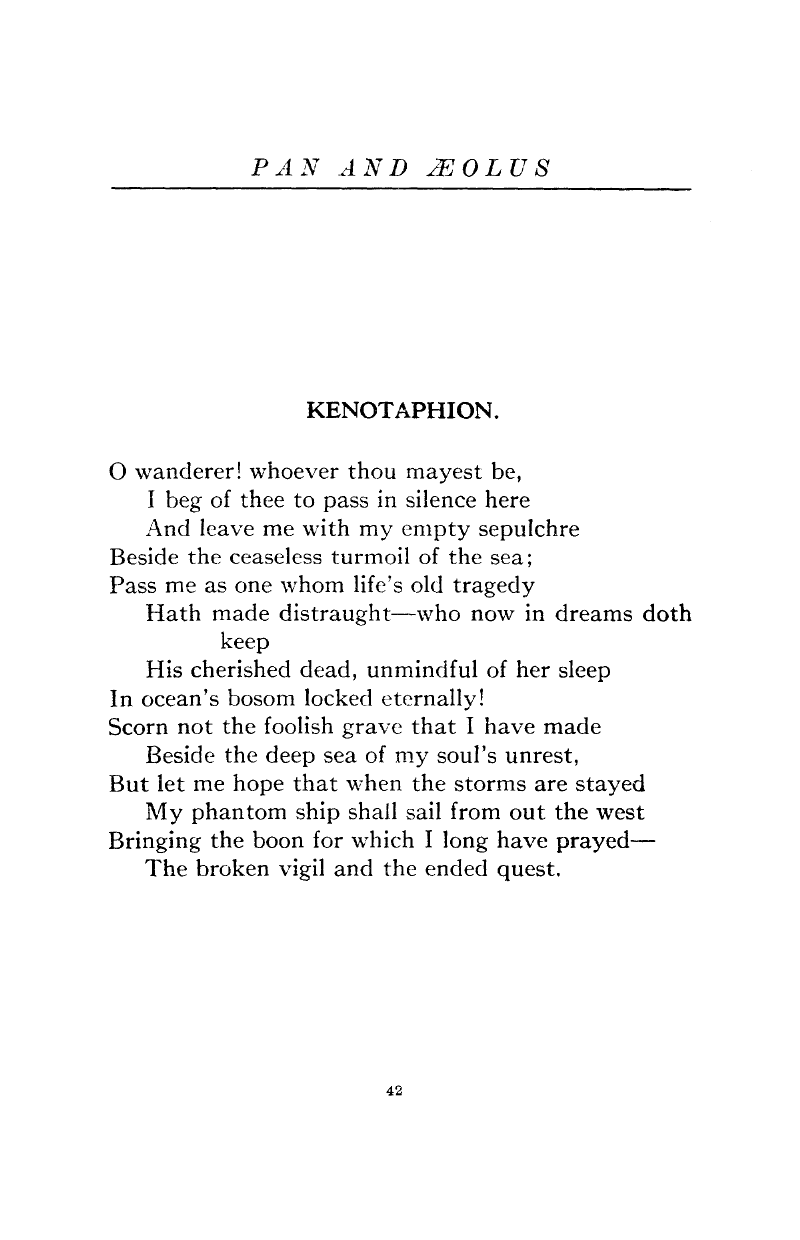 PAN AND ÆOLUS
KENOTAPHION.
O wanderer! whoever thou mayest be,
I beg of thee to pass in silence here
And leave me with my empty sepulchre
Beside the ceaseless turmoil of the sea;
Pass me as one whom life's old tragedy
Hath made distraught—who now in dreams doth
keep
His cherished dead, unmindful of her sleep
In ocean's bosom locked eternally!
Scorn not the foolish grave that I have made
Beside the deep sea of my soul's unrest,
But let me hope that when the storms are stayed
My phantom ship shall sail from out the west
Bringing the boon for which I long have prayed—
The broken vigil and the ended quest.
42